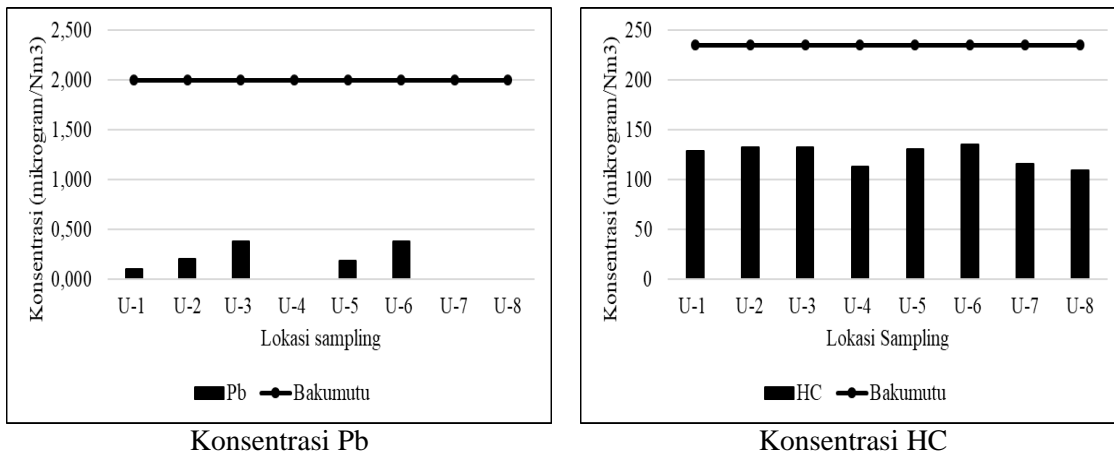 Konsentrasi (mikrogram/Nm3)
2,500
2,000
1,500
1,000
0,500
0,000
U-1 U-2 U-3 U-4 U-5 U-6 U-7 U-8
Lokasi sampling
Pb Bakumutu
Konsentrasi Pb
Konsentrasi (mikrogram/Nm3)
250
200
150
100
50
0
U-1 U-2 U-3 U-4 U-5 U-6 U-7 U-8
Lokasi Sampling
HC Bakumutu
Konsentrasi HC